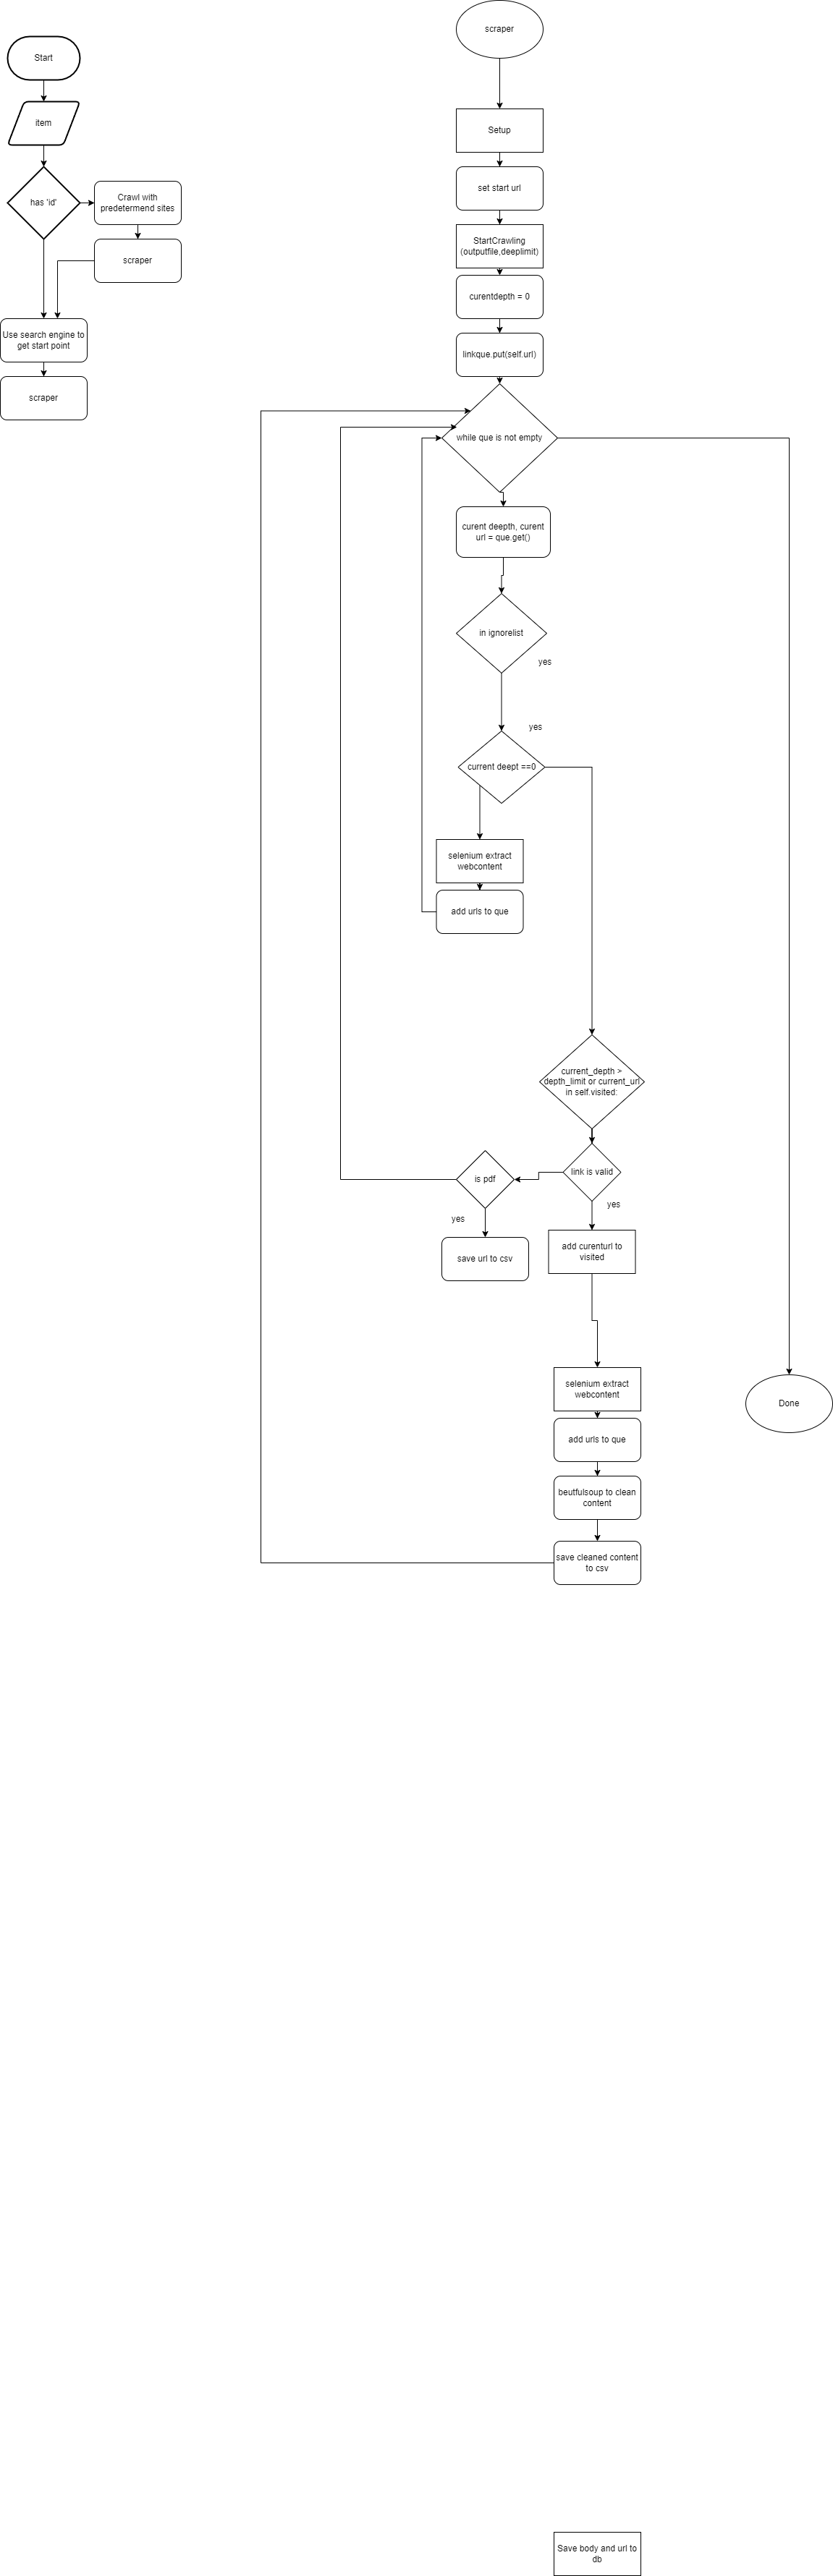 Start
item
has 'id'
Crawl with
predetermend sites
scraper
Use search engine to
get start point
scraper
scraper
Setup
set start url
StartCrawling
(outputfile,deeplimit)
curentdepth = 0
linkque.put(self.url)
while que is not empty
curent deepth, curent
url = que.get()
in ignorelist
yes
yes
current deept ==0
selenium extract
webcontent
add urls to que
current_depth >
depth_limit or current_url
in self.visited:
link is valid
is pdf
yes
yes
save url to csv
add curenturl to
visited
selenium extract
webcontent
Done
add urls to que
beutfulsoup to clean
content
save cleaned content
to csv
Save body and url to
db